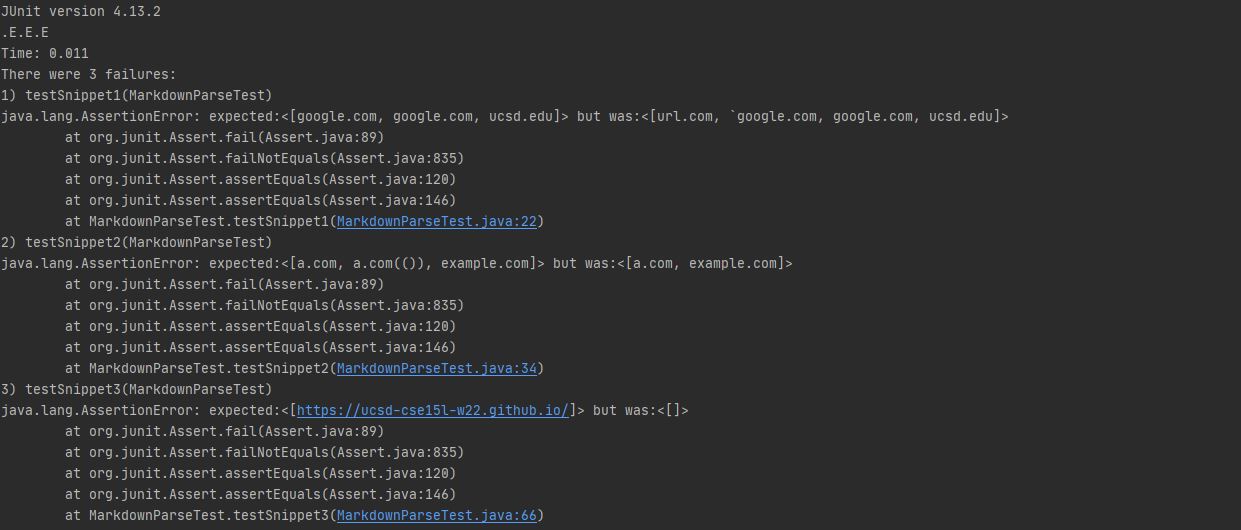 JUnit version 4.13.2
.E.E.E
Time: 0.011
There were 3 failures:
1) testSnippet1(MarkdownParseTest)
java.lang.AssertionError: expected:<[google.com, google.com, ucsd.edu]> but was:<[url.com, `google.com, google.com, ucsd.edu]>
        at org.junit.Assert.fail(Assert.java:89)
        at org.junit.Assert.failNotEquals(Assert.java:835)
        at org.junit.Assert.assertEquals(Assert.java:120)
        at org.junit.Assert.assertEquals(Assert.java:146)
        at MarkdownParseTest.testSnippet1(MarkdownParseTest.java:22)
2) testSnippet2(MarkdownParseTest)
java.lang.AssertionError: expected:<[a.com, a.com(()), example.com]> but was:<[a.com, example.com]>
        at org.junit.Assert.fail(Assert.java:89)
        at org.junit.Assert.failNotEquals(Assert.java:835)
        at org.junit.Assert.assertEquals(Assert.java:120)
        at org.junit.Assert.assertEquals(Assert.java:146)
        at MarkdownParseTest.testSnippet2(MarkdownParseTest.java:34)
3) testSnippet3(MarkdownParseTest)
java.lang.AssertionError: expected:<[https://ucsd-cse15l-w22.github.io/]> but was:<[]>
        at org.junit.Assert.fail(Assert.java:89)
        at org.junit.Assert.failNotEquals(Assert.java:835)
        at org.junit.Assert.assertEquals(Assert.java:120)
        at org.junit.Assert.assertEquals(Assert.java:146)
        at MarkdownParseTest.testSnippet3(MarkdownParseTest.java:66)